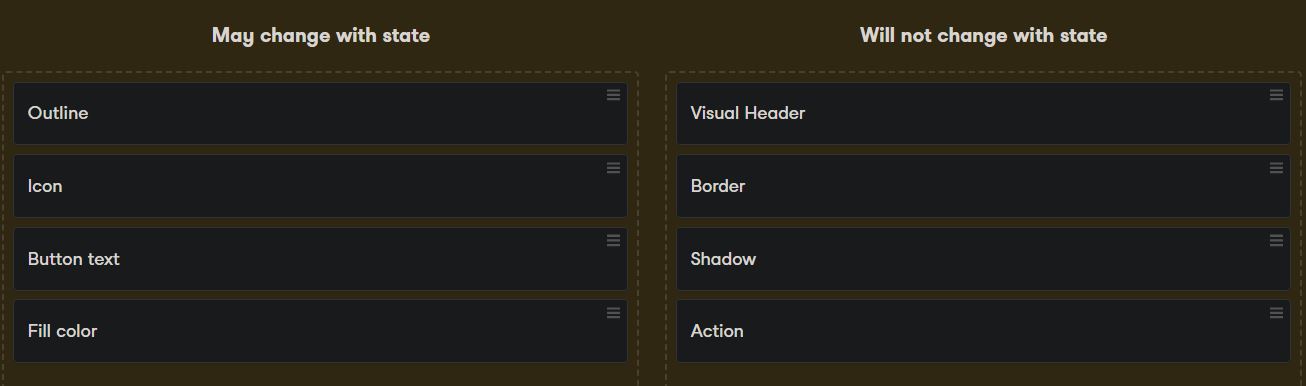 May change with state
Outline
Icon
Button text
Fill color
Will not change with state
Visual Header
Border
Shadow
Action